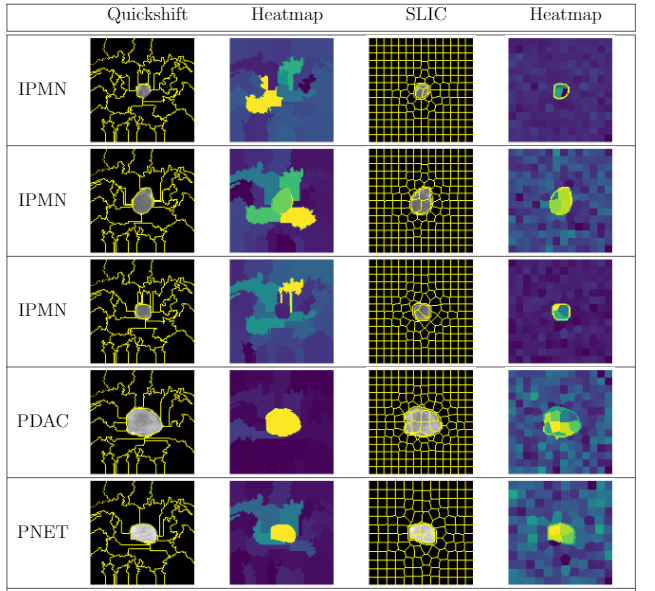 Quickshift Heatmap SLIC Heatmap
IPMN
IPMN
IPMN
PDAC
PNET